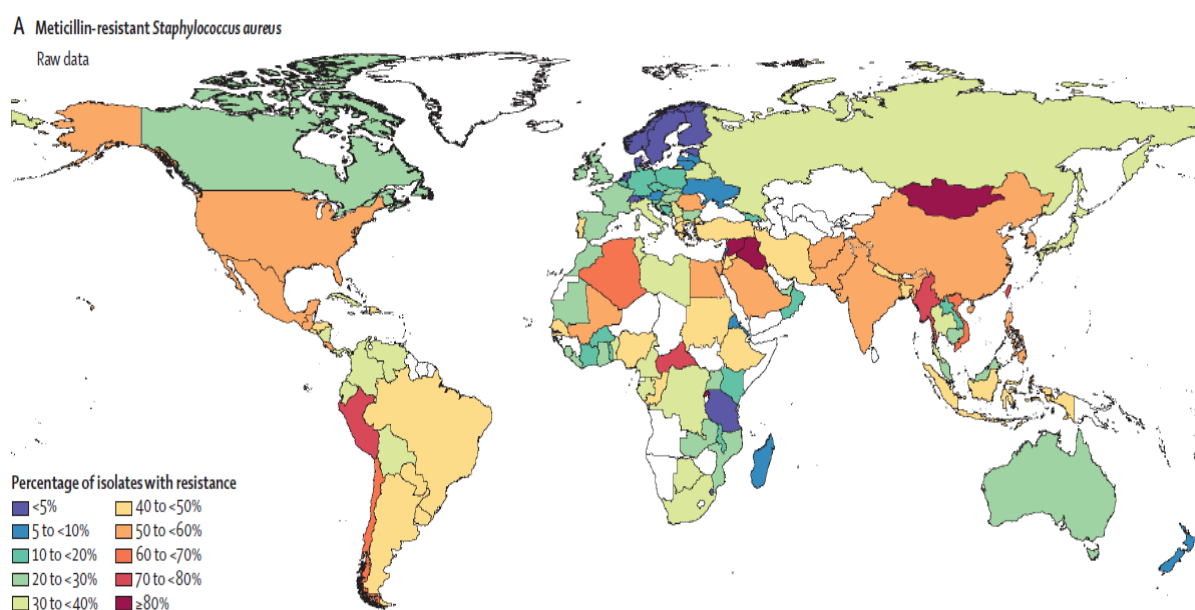 A Meticillin-resistant Staphylococcus aureus
Raw data
Percentage of isolates with resistance
<5%
5 to <10%
10 to <20%
20 to <30%
30 to <40%
40 to <50%
50 to <60%
60 to <70%
70 to <80%
≥80%